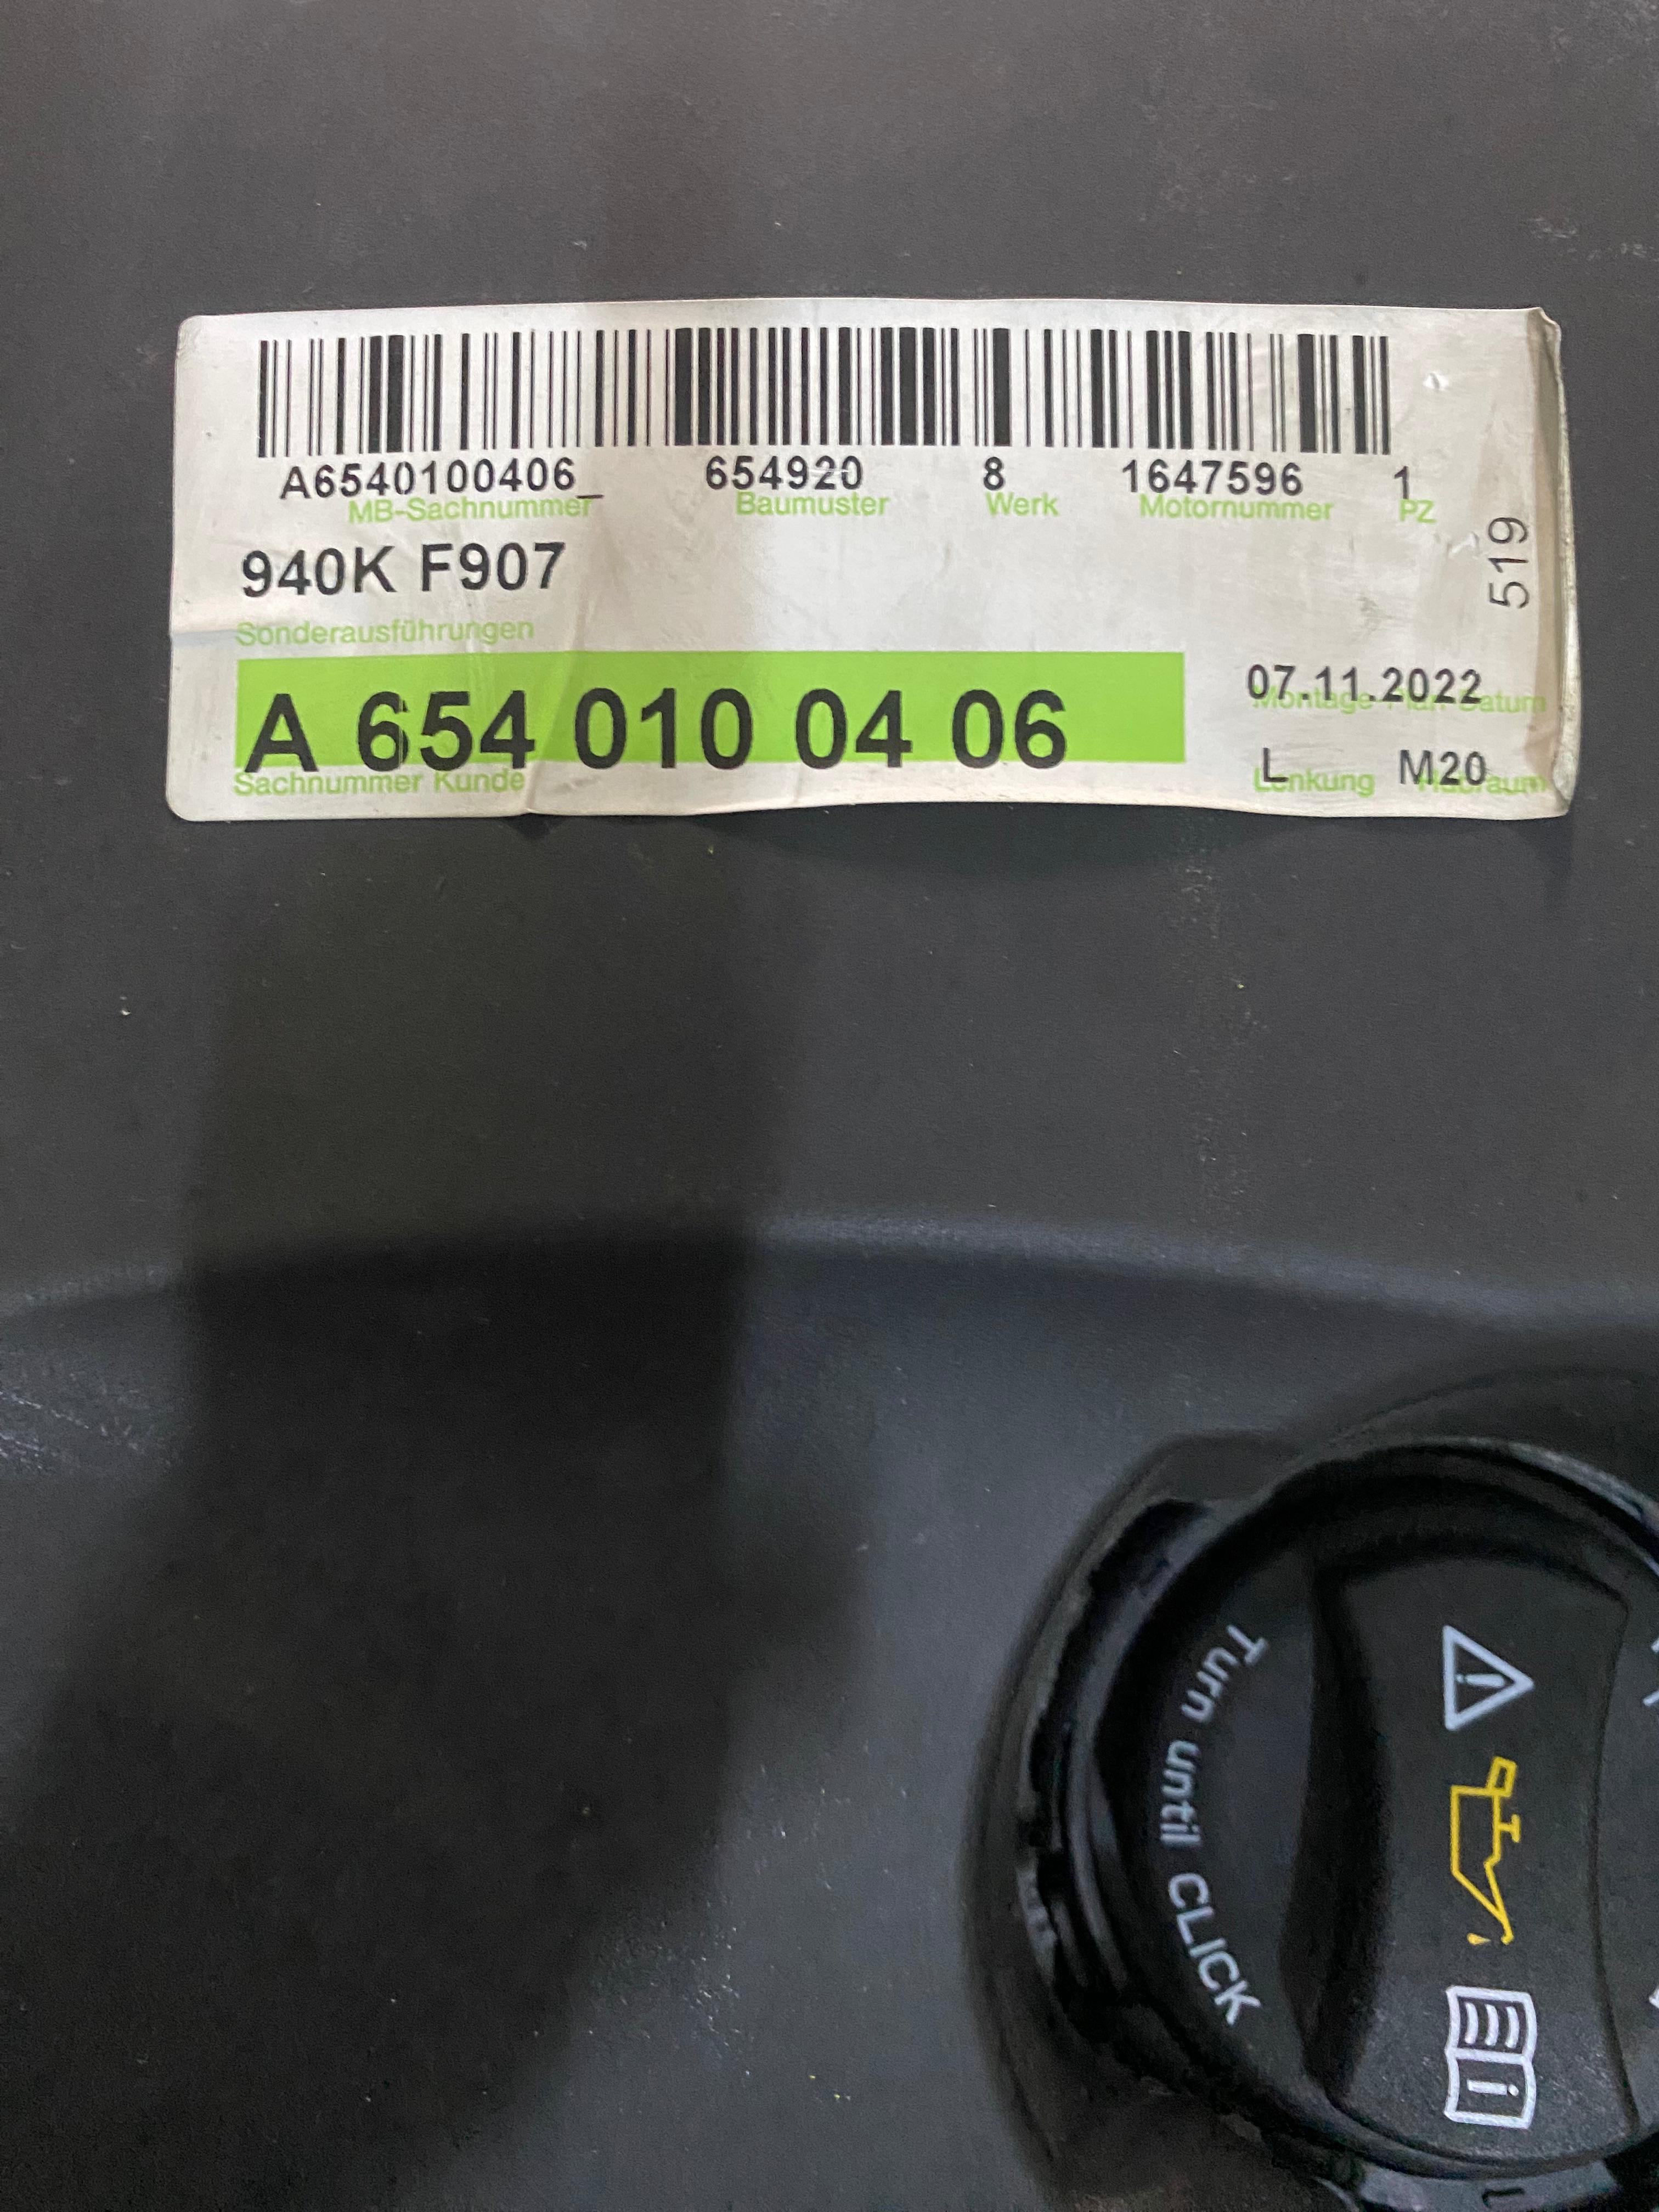 A6540100406_ 654920 8 1647596 1
MB-Sachnummer Baumuster Werk Motornummer PZ
940K F907
519
Sonderausführungen
A 654 010 04 06
Sachnummer Kunde
07.11.2022
L M20
Lenkung
Turn until CLICK